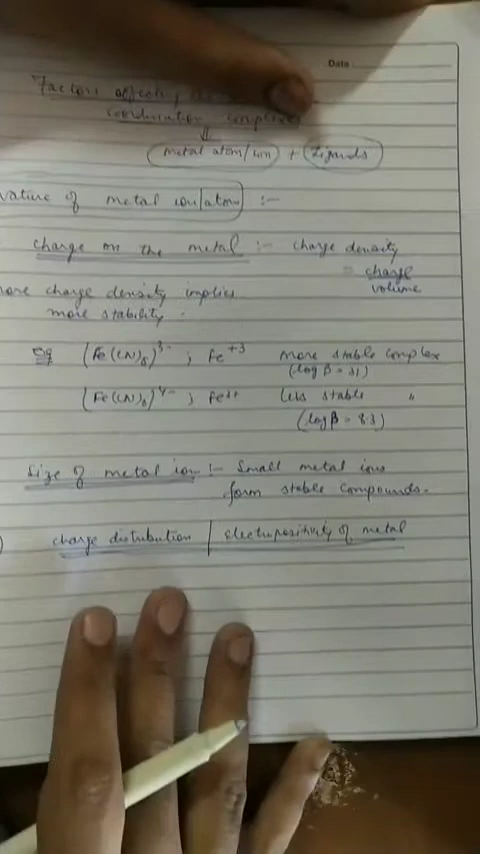 Date
Factors affecting
coordination complexes
⇓
metal atom/ion + Ligands
nature of metal ion/atom :-
charge on the metal :- charge density
= charge
volume
more charge density implies
more stability.
eg [Fe(CN)6]3- ; Fe+3 more stable complex
(log β = 31)
[Fe(CN)6]4- ; Fe2+ less stable "
(log β = 8.3)
Size of metal ion :- Small metal ions
form stable compounds.
) charge distribution | electropositivity of metal